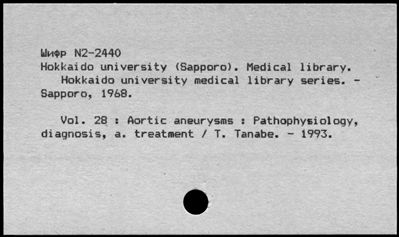 Шифр N2-2440
Hokkaido university (Sapporo). Medical library.
Hokkaido university medical library series. -
Sapporo, 1968.
Vol. 28 : Aortic aneurysms : Pathophysiology,
diagnosis, a. treatment / T. Tanabe. - 1993.